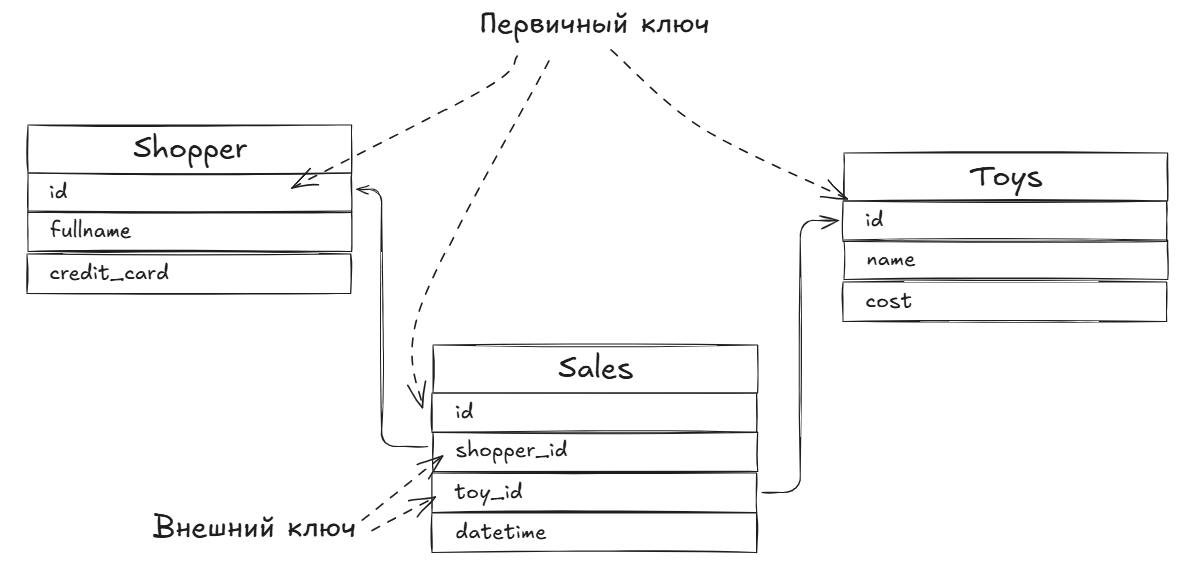 Первичный ключ
Shopper
id
fullname
credit_card
Toys
id
name
cost
Sales
id
shopper_id
toy_id
datetime
Внешний ключ